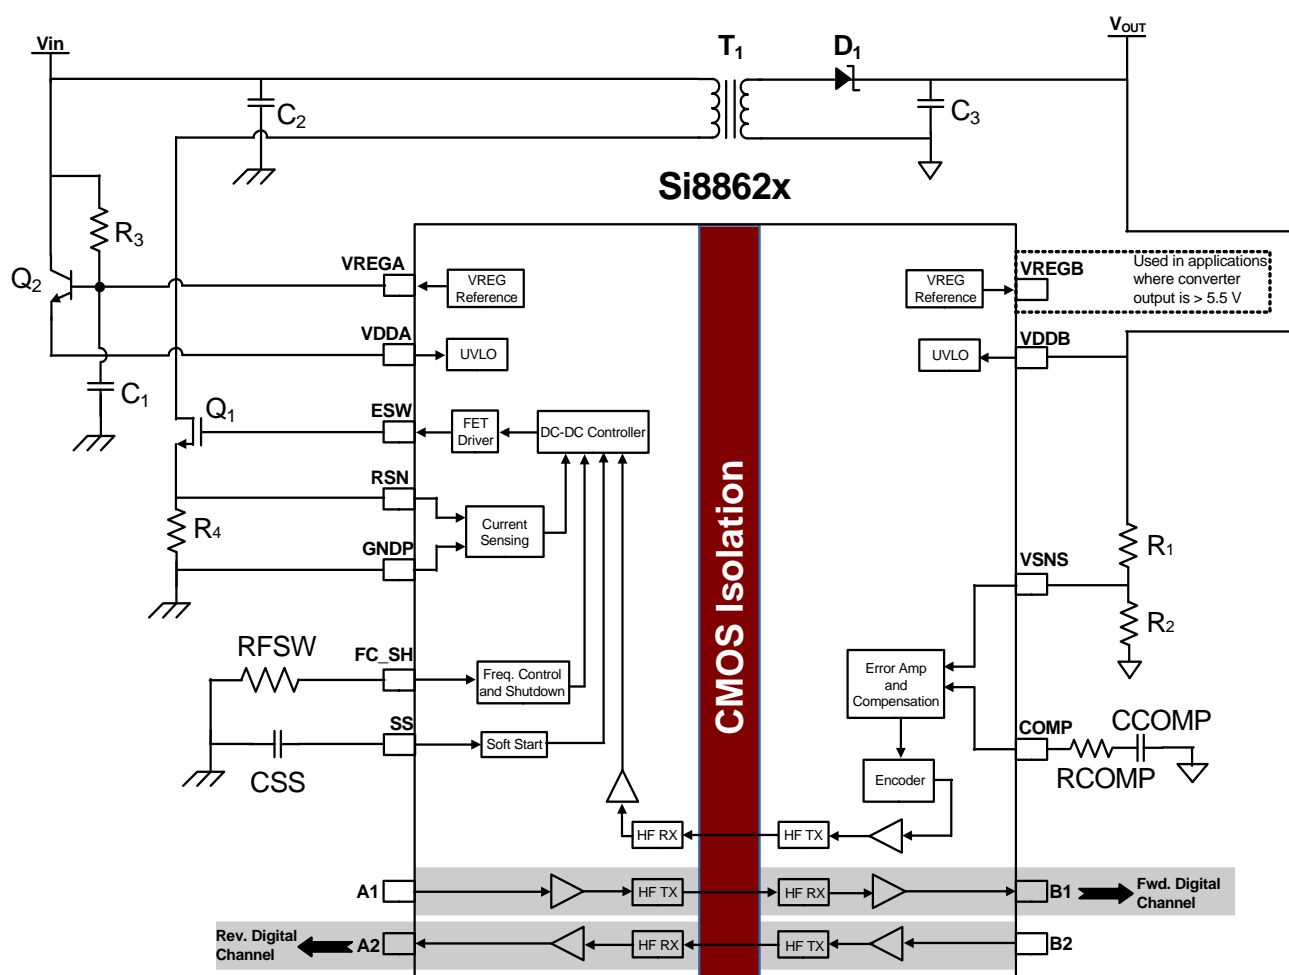 Vin
T1
D1
VOUT
C2
C3
Si8862x
R3
Q2
VREGA
VREG
Reference
VREG
Reference
VREGB
Used in applications
where converter
output is > 5.5 V
VDDA
UVLO
UVLO
VDDB
C1
Q1
ESW
FET
Driver
DC-DC Controller
RSN
R4
Current
Sensing
GNDP
CMOS Isolation
VSNS
R1
R2
RFSW
FC_SH
Freq. Control
and Shutdown
Error Amp
and
Compensation
SS
Soft Start
CSS
COMP
CCOMP
RCOMP
Encoder
HF RX
HF TX
A1
HF TX
HF RX
B1
Fwd. Digital
Channel
Rev. Digital
Channel
A2
HF RX
HF TX
B2